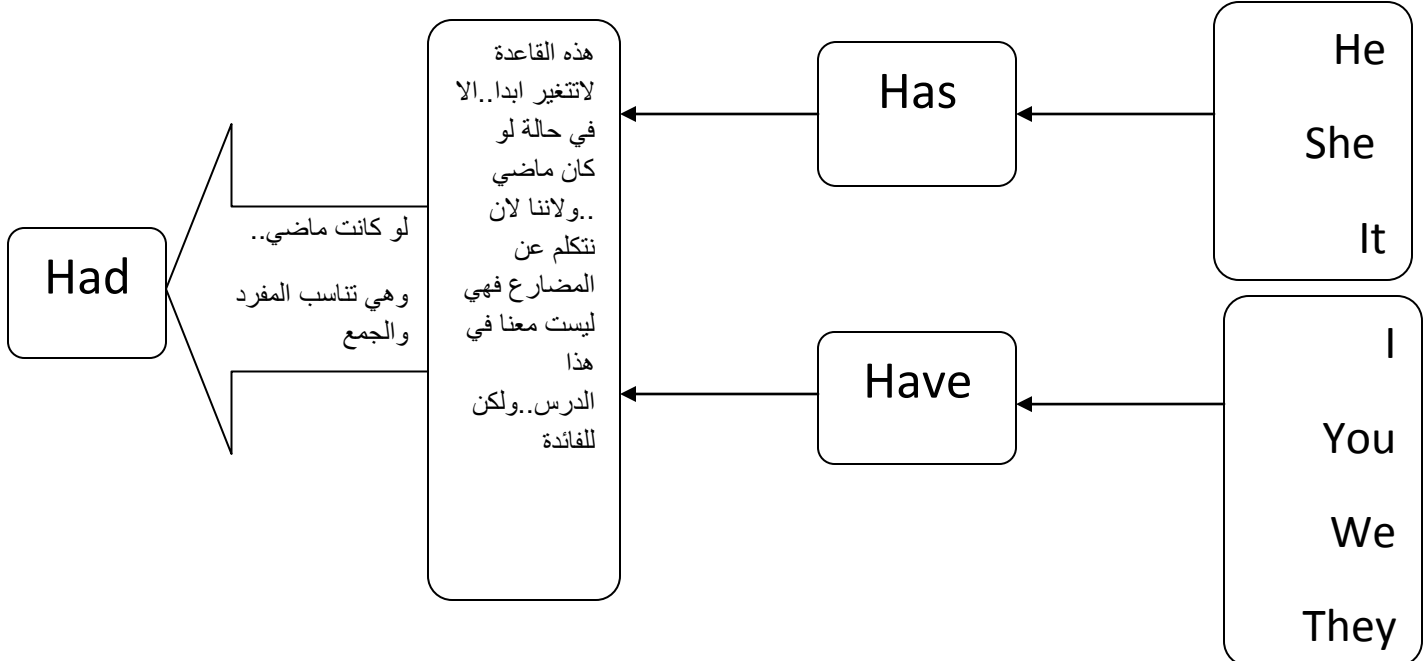 He
She
It
Has
هذه القاعدة
لاتتغير ابدا..الا
في حالة لو
كان ماضي
..ولاننا لان
نتكلم عن
المضارع فهي
ليست معنا في
هذا
الدرس..ولكن
للفائدة
لو كانت ماضي..
وهي تناسب المفرد
والجمع
Had
I
You
We
They
Have